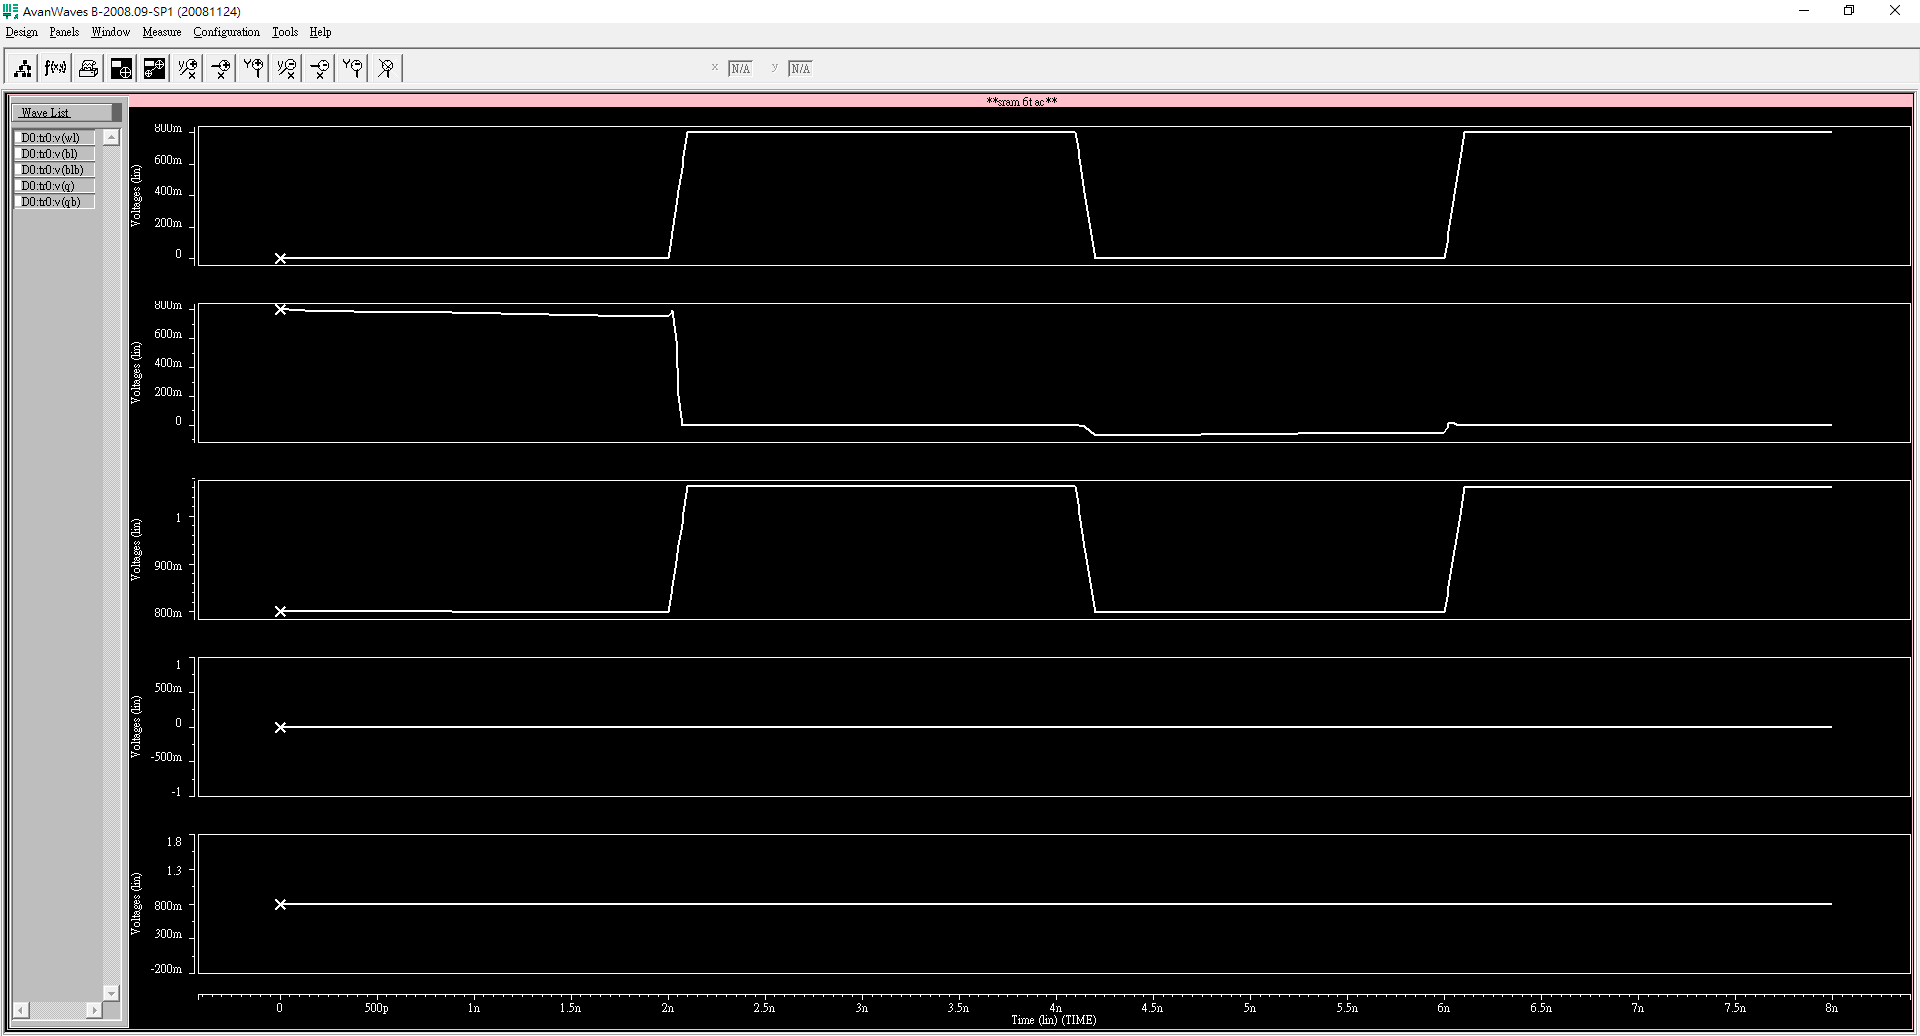 AvanWaves B-2008.09-SP1 (20081124)
Design Panels Window Measure Configuration Tools Help
f(x) x N/A y N/A
**sram 6t ac**
Wave List
D0:tr0:v(wl)
D0:tr0:v(bl)
D0:tr0:v(blb)
D0:tr0:v(q)
D0:tr0:v(qb)
Voltages (lin)
800m
600m
400m
200m
0
Voltages (lin)
800m
600m
400m
200m
0
Voltages (lin)
1
900m
800m
Voltages (lin)
1
500m
0
-500m
-1
Voltages (lin)
1.8
1.3
800m
300m
-200m
0 500p 1n 1.5n 2n 2.5n 3n 3.5n 4n 4.5n 5n 5.5n 6n 6.5n 7n 7.5n 8n
Time (lin) (TIME)